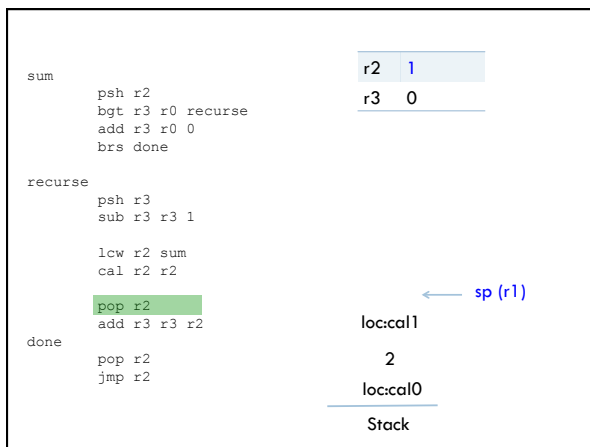 sum
psh r2
bgt r3 r0 recurse
add r3 r0 0
brs done
recurse
psh r3
sub r3 r3 1
lcw r2 sum
cal r2 r2
pop r2
add r3 r3 r2
done
pop r2
jmp r2
r2 1
r3 0
sp (r1)
loc:cal1
2
loc:cal0
Stack